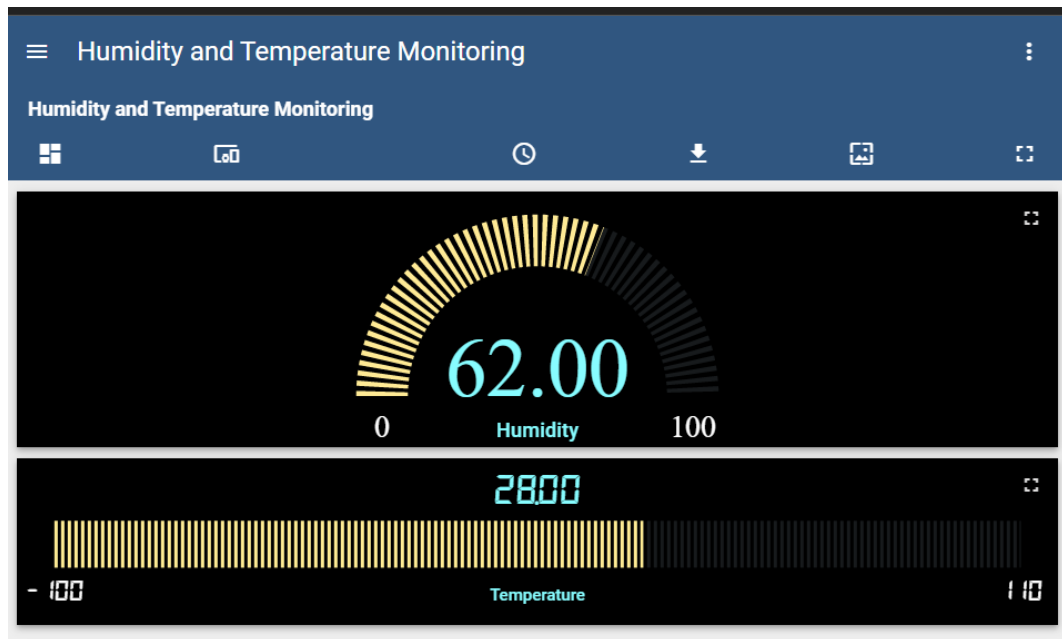 Humidity and Temperature Monitoring
Humidity and Temperature Monitoring
62.00
0 Humidity 100
28.00
-100 Temperature 110